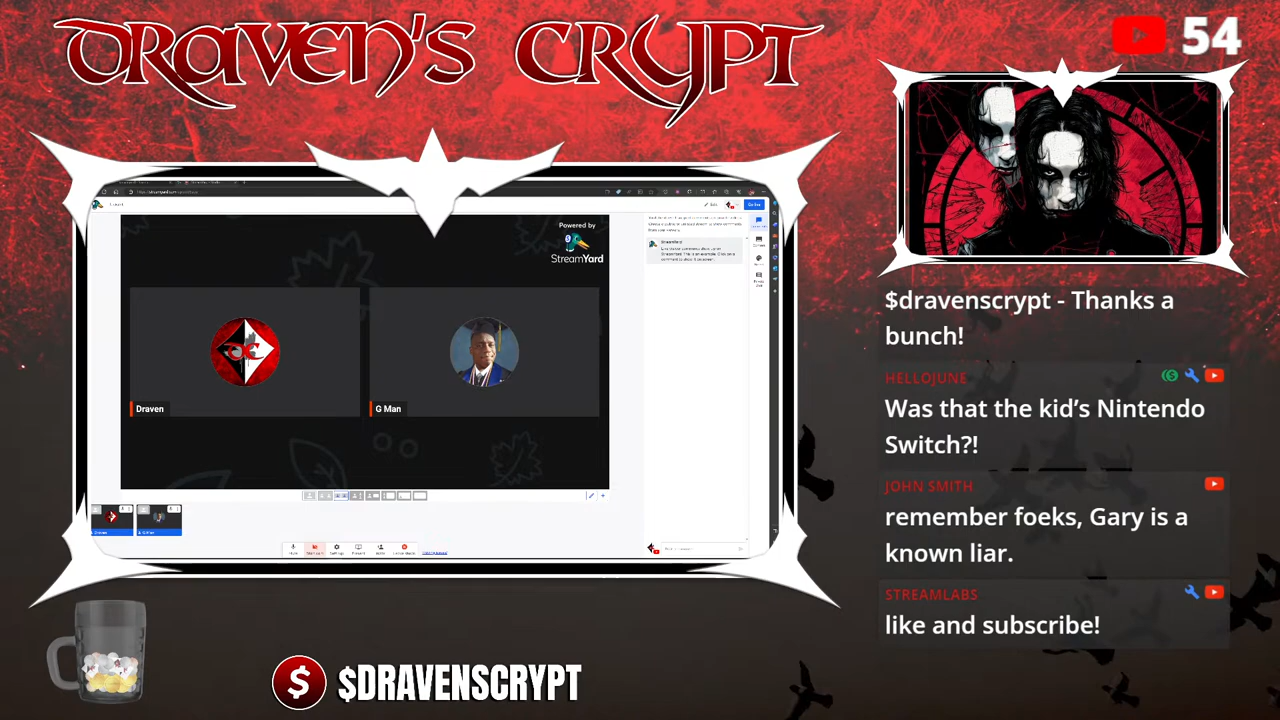 DRAVEN'S CRYPT
54
Powered by
StreamYard
Draven
G Man
$dravenscrypt - Thanks a
bunch!
HELLOJUNE
Was that the kid’s Nintendo
Switch?!
JOHN SMITH
remember foeks, Gary is a
known liar.
STREAMLABS
like and subscribe!
$ $DRAVENSCRYPT